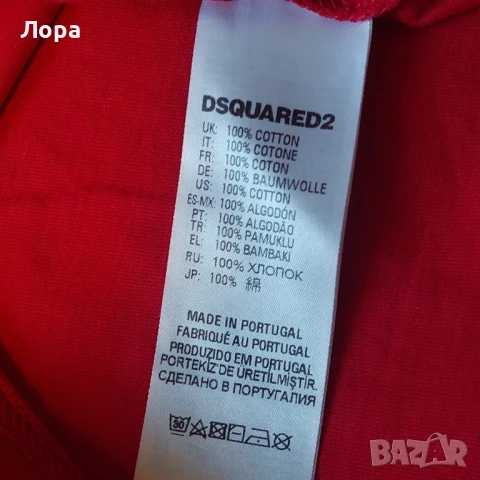 Лора
DSQUARED2
UK: 100% COTTON
IT: 100% COTONE
FR: 100% COTON
DE: 100% BAUMWOLLE
US: 100% COTTON
ES-MX: 100% ALGODÓN
PT: 100% ALGODÃO
TR: 100% PAMUKLU
EL: 100% BAMBAKI
RU: 100% ХЛОПОК
JP: 100% 綿
MADE IN PORTUGAL
FABRIQUÉ AU PORTUGAL
PRODUZIDO EM PORTUGAL
PORTEKİZ'DE ÜRETİLMİŞTİR.
СДЕЛАНО В ПОРТУГАЛИЯ
30
BAZAR